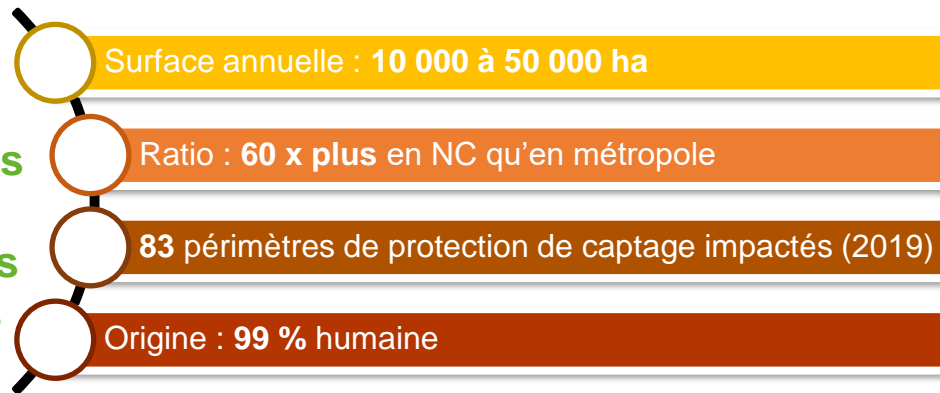 Surface annuelle : 10 000 à 50 000 ha
Ratio : 60 x plus en NC qu’en métropole
83 périmètres de protection de captage impactés (2019)
Origine : 99 % humaine